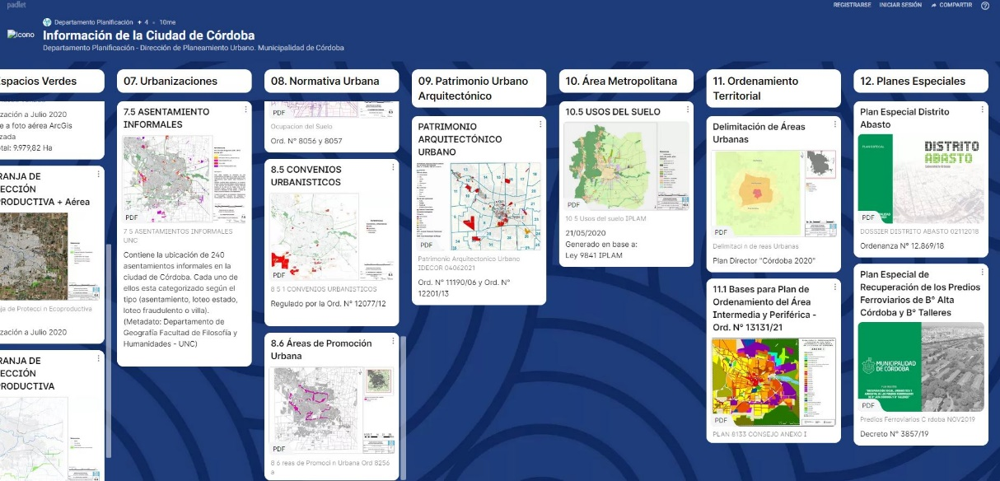 padlet
REGISTRARSE
INICIAR SESIÓN
COMPARTIR
Departamento Planificación + 4 • 10me
Icono
Información de la Ciudad de Córdoba
Departamento Planificación - Dirección de Planeamiento Urbano. Municipalidad de Córdoba
spacios Verdes
zación a Julio 2020
e a foto aérea ArcGis
zada
tal: 9.979,82 Ha
RANJA DE
ECCIÓN
RODUCTIVA + Aérea
ja de Protecci n Ecoproductiva
zación a Julio 2020
RANJA DE
ECCIÓN
RODUCTIVA
07. Urbanizaciones
7.5 ASENTAMIENTO
INFORMALES
PDF
7 5 ASENTAMIENTOS INFORMALES
UNC
Contiene la ubicación de 240
asentamientos informales en la
ciudad de Córdoba. Cada uno de
ellos esta categorizado según el
tipo (asentamiento, loteo estado,
loteo fraudulento o villa).
(Metadato: Departamento de
Geografía Facultad de Filosofía y
Humanidades - UNC)
08. Normativa Urbana
PDF
Ocupacion del Suelo
Ord. N° 8056 y 8057
8.5 CONVENIOS
URBANISTICOS
PDF
8 5 1 CONVENIOS URBANISTICOS
Regulado por la Ord. N° 12077/12
8.6 Áreas de Promoción
Urbana
PDF
8 6 reas de Promoci n Urbana Ord 8256
a
09. Patrimonio Urbano
Arquitectónico
PATRIMONIO
ARQUITECTÓNICO
URBANO
PDF
Patrimonio Arquitectonico Urbano
IDECOR 04062021
Ord. N° 11190/06 y Ord. N°
12201/13
10. Área Metropolitana
10.5 USOS DEL SUELO
PDF
10 5 Usos del suelo IPLAM
21/05/2020
Generado en base a:
Ley 9841 IPLAM
11. Ordenamiento
Territorial
Delimitación de Áreas
Urbanas
PDF
Delimitaci n de reas Urbanas
Plan Director "Córdoba 2020"
11.1 Bases para Plan de
Ordenamiento del Área
Intermedia y Periférica -
Ord. N° 13131/21
PDF
PLAN 8133 CONSEJO ANEXO I
12. Planes Especiales
Plan Especial Distrito
Abasto
PLAN ESPECIAL
DISTRITO
ABASTO
PDF
DOSSIER DISTRITO ABASTO 02112018
Ordenanza N° 12.869/18
Plan Especial de
Recuperación de los Predios
Ferroviarios de B° Alta
Córdoba y B° Talleres
MUNICIPALIDAD
DE CÓRDOBA
PDF
Predios Ferroviarios C rdoba NOV2019
Decreto N° 3857/19